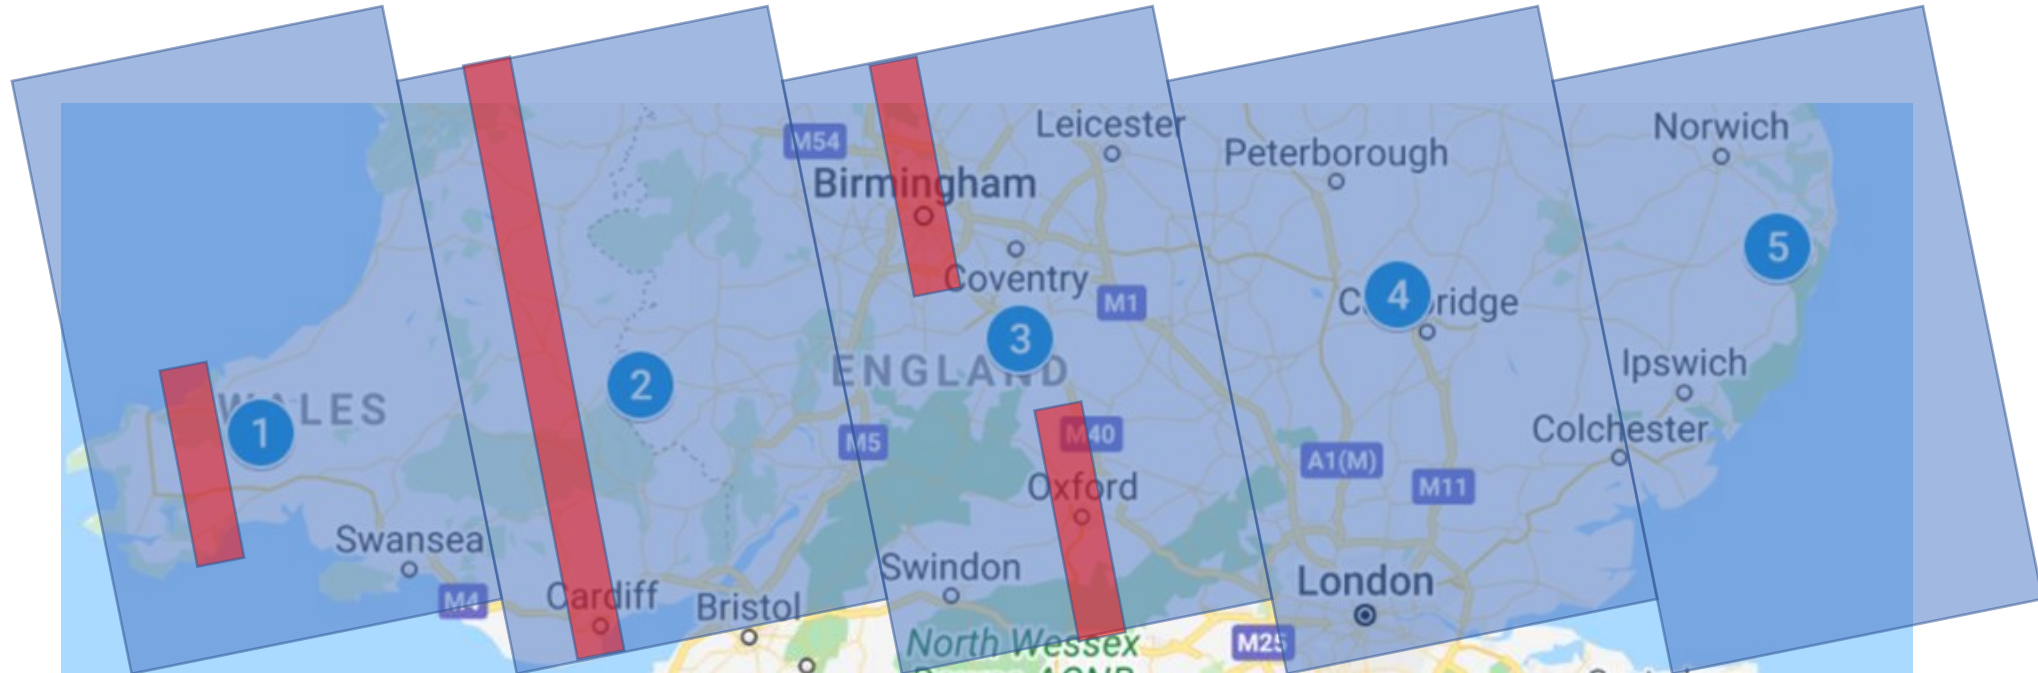 Leicester
Norwich
M54
Peterborough
Birmingham
5
Coventry
M1
4
3
ENGLAND
Ipswich
2
WALES
1
Colchester
M5
M40
A1(M)
M11
Oxford
Swansea
Swindon
London
M4
Cardiff
Bristol
North Wessex
M25